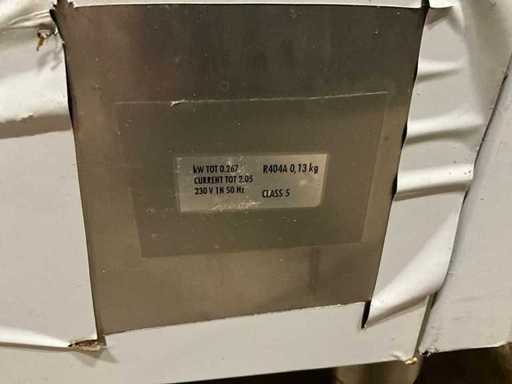 kW TOT 0.267 R404A 0,13 kg
CURRENT TOT 2.05
230 V 1N 50 Hz CLASS 5